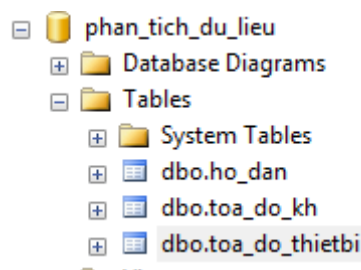 phan_tich_du_lieu
Database Diagrams
Tables
System Tables
dbo.ho_dan
dbo.toa_do_kh
dbo.toa_do_thietbi